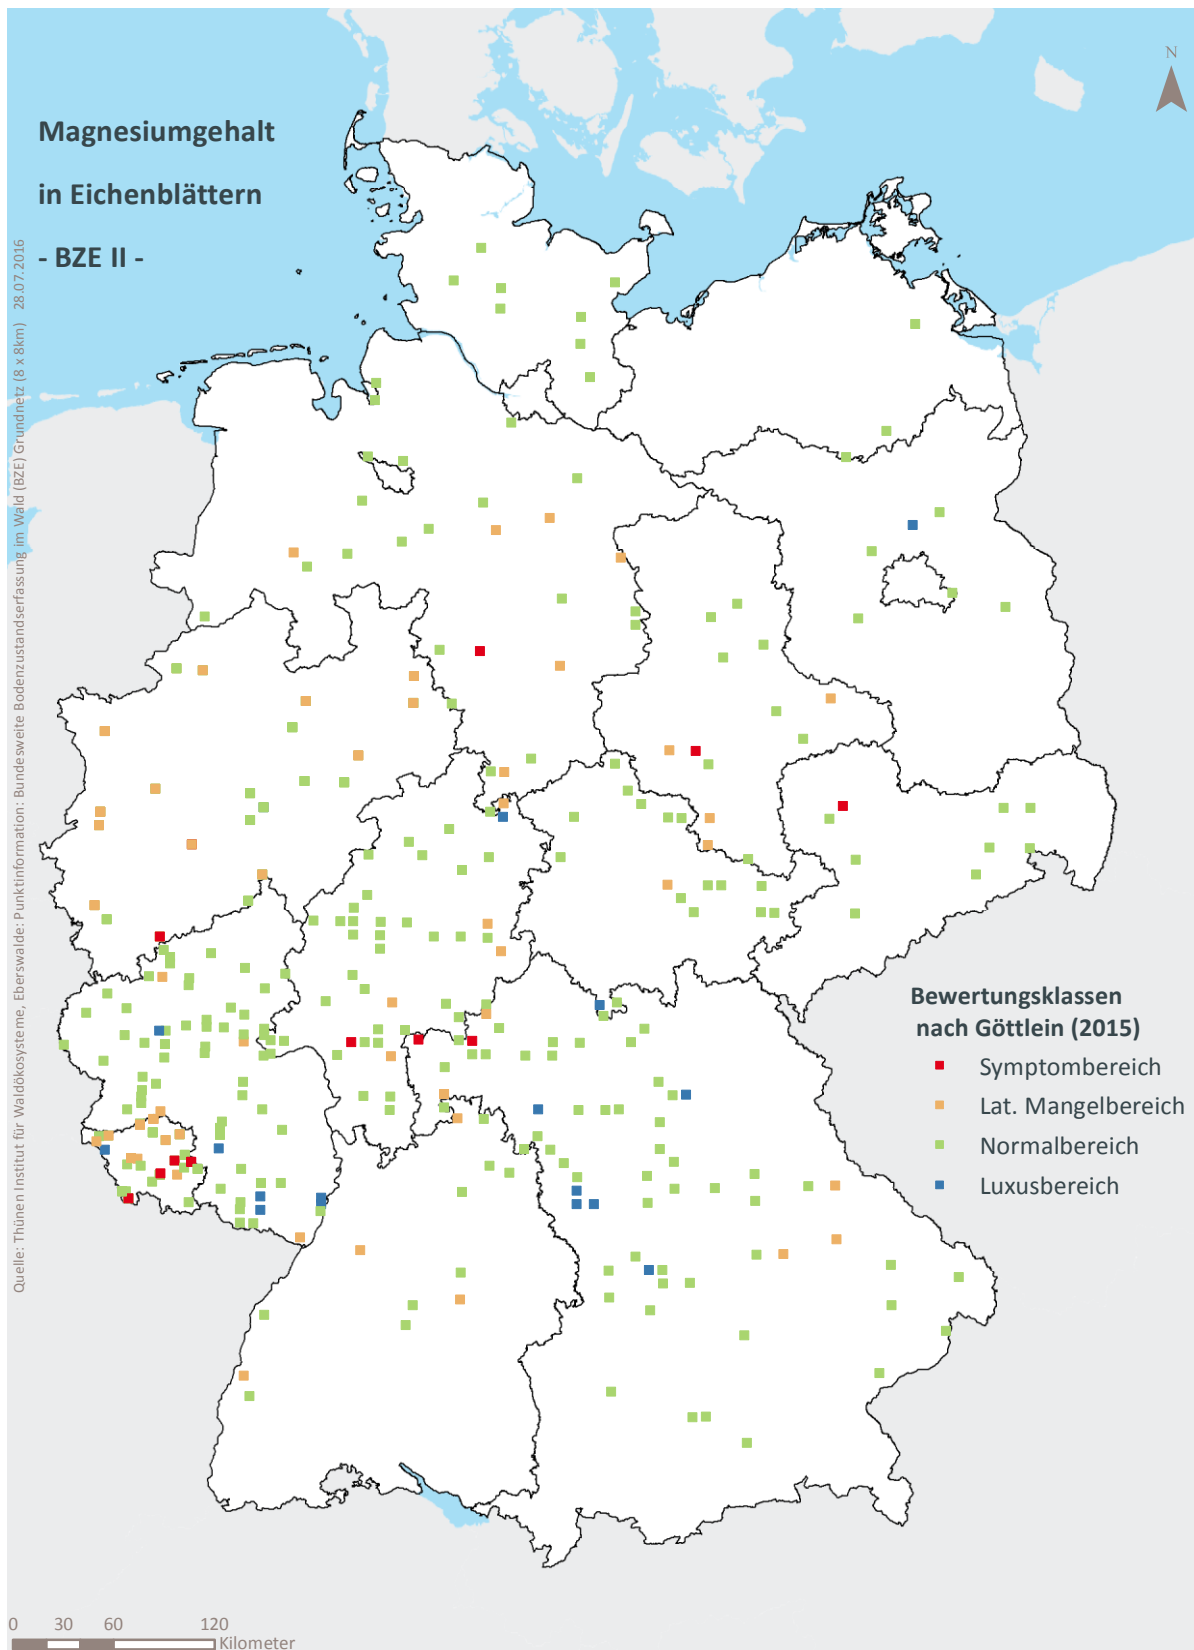 Magnesiumgehalt
in Eichenblättern
- BZE II -
N
Quelle: Thünen Institut für Waldökosysteme, Eberswalde: Punktinformation: Bundesweite Bodenzustandserfassung im Wald (BZE) Grundnetz (8 x 8km) 28.07.2016
Bewertungsklassen
nach Göttlein (2015)
Symptombereich
Lat. Mangelbereich
Normalbereich
Luxusbereich
0 30 60 120
Kilometer